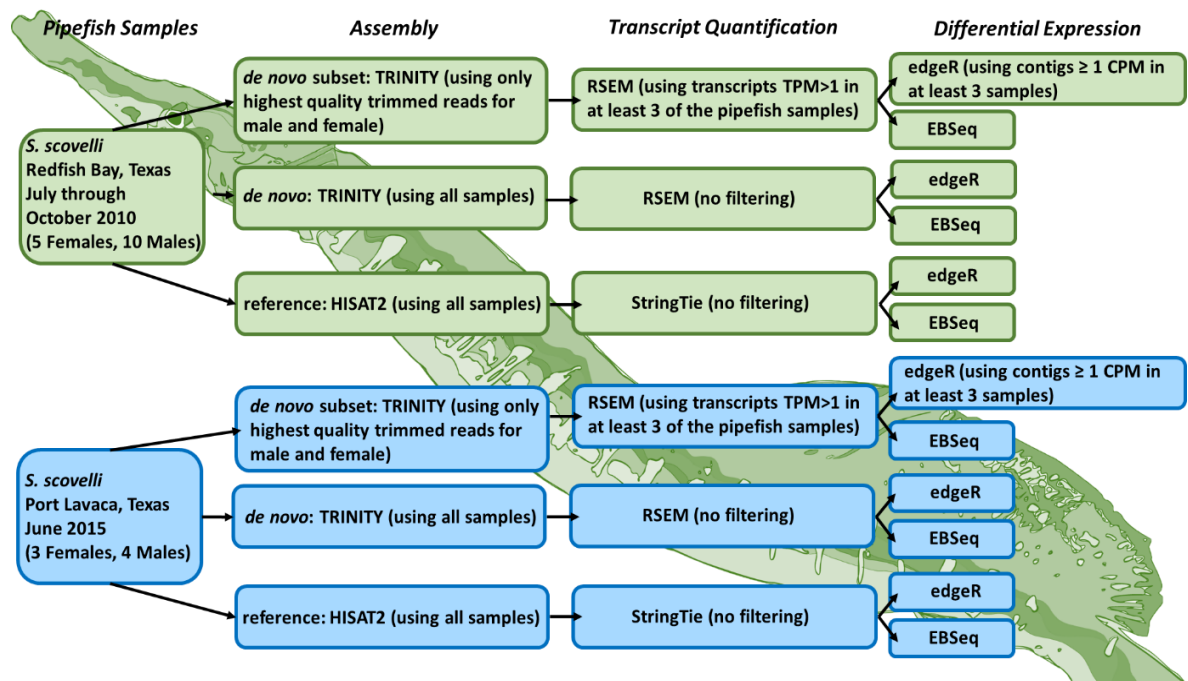 Pipefish Samples
Assembly
Transcript Quantification
Differential Expression
S. scovelli
Redfish Bay, Texas
July through
October 2010
(5 Females, 10 Males)
de novo subset: TRINITY (using only
highest quality trimmed reads for
male and female)
RSEM (using transcripts TPM>1 in
at least 3 of the pipefish samples)
edgeR (using contigs ≥ 1 CPM in
at least 3 samples)
EBSeq
de novo: TRINITY (using all samples)
RSEM (no filtering)
edgeR
EBSeq
reference: HISAT2 (using all samples)
StringTie (no filtering)
edgeR
EBSeq
S. scovelli
Port Lavaca, Texas
June 2015
(3 Females, 4 Males)
de novo subset: TRINITY (using only
highest quality trimmed reads for
male and female)
RSEM (using transcripts TPM>1 in
at least 3 of the pipefish samples)
edgeR (using contigs ≥ 1 CPM in
at least 3 samples)
EBSeq
de novo: TRINITY (using all samples)
RSEM (no filtering)
edgeR
EBSeq
reference: HISAT2 (using all samples)
StringTie (no filtering)
edgeR
EBSeq